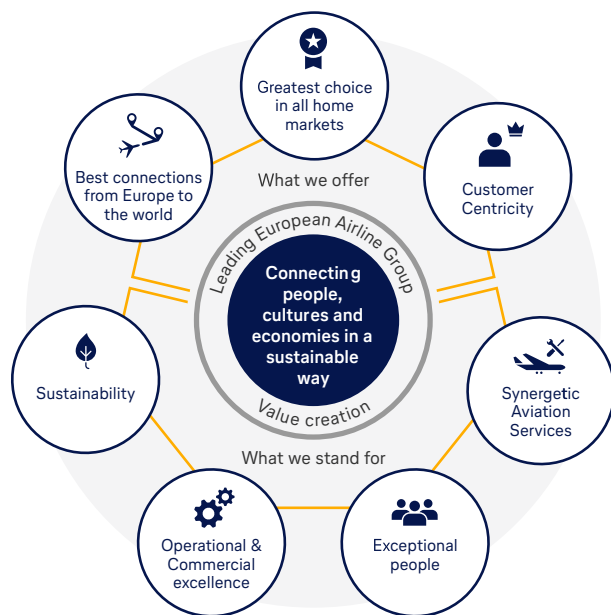 Greatest choice
in all home
markets
Best connections
from Europe to
the world
Customer
Centricity
What we offer
Leading European Airline Group
Connecting
people,
cultures and
economies in a
sustainable
way
Value creation
Sustainability
Synergetic
Aviation
Services
What we stand for
Operational &
Commercial
excellence
Exceptional
people